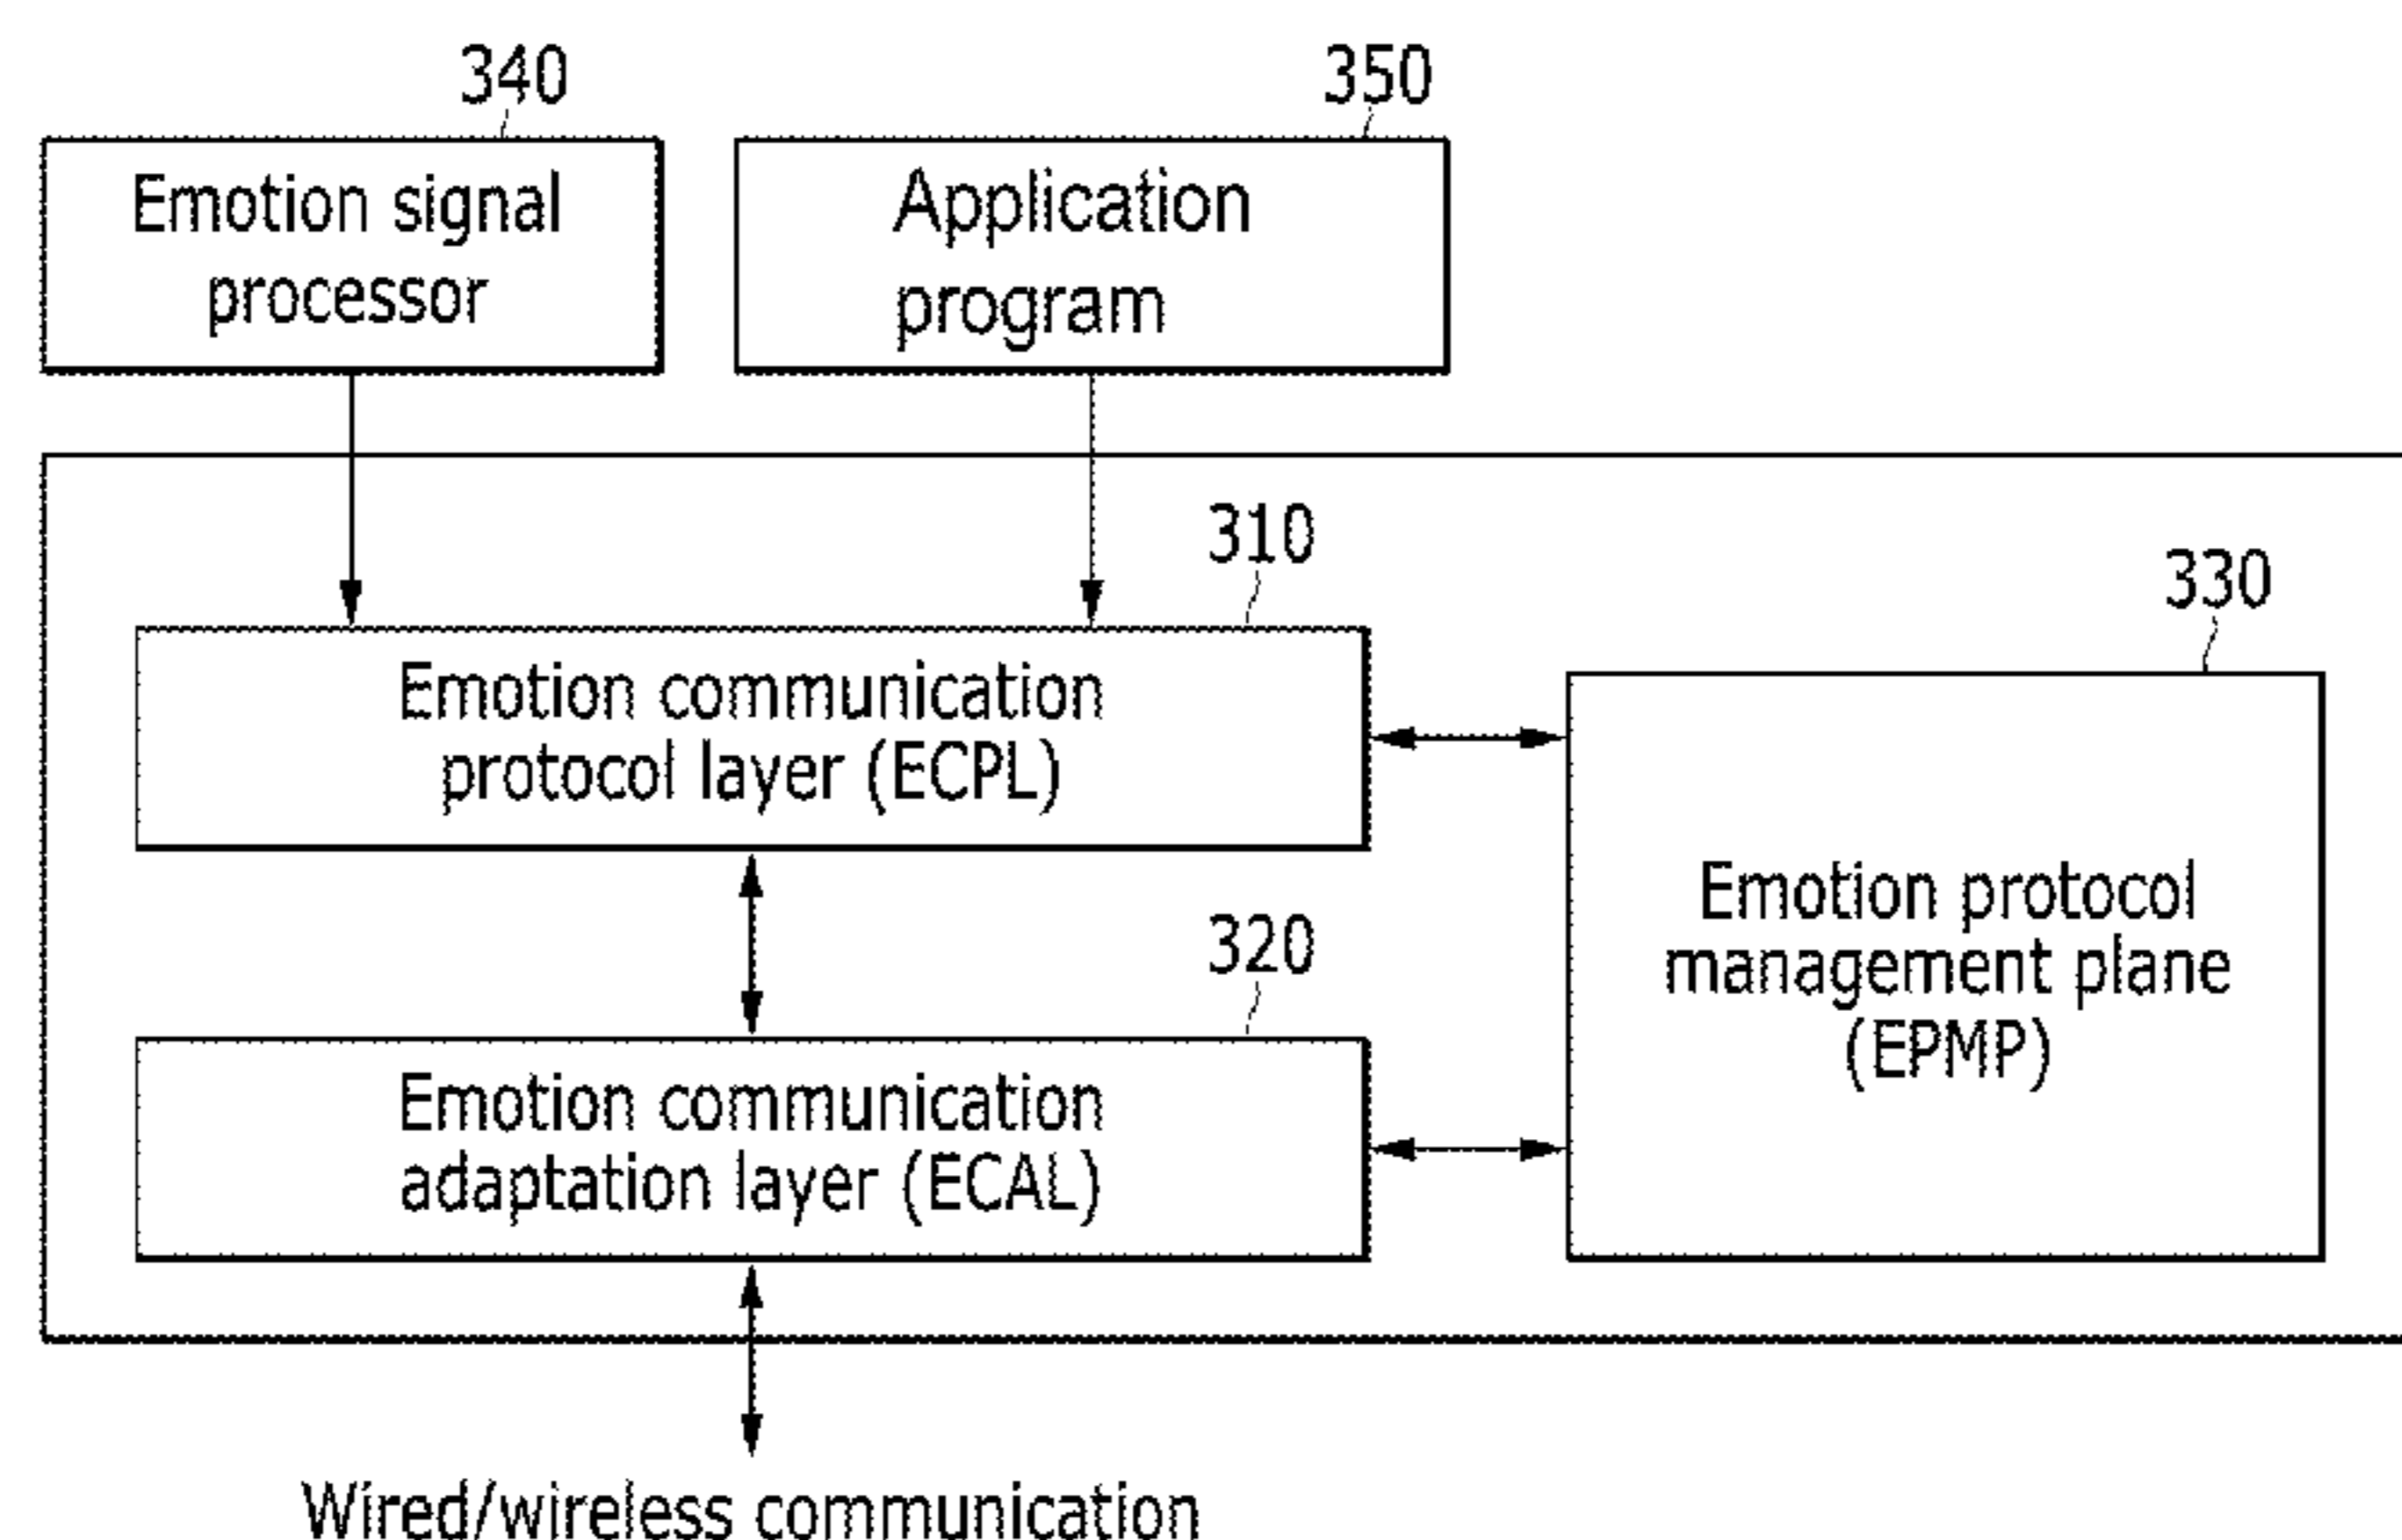 340
350
Emotion signal
processor
Application
program
310
330
Emotion communication
protocol layer (ECPL)
Emotion protocol
management plane
(EPMP)
320
Emotion communication
adaptation layer (ECAL)
Wired/wireless communication